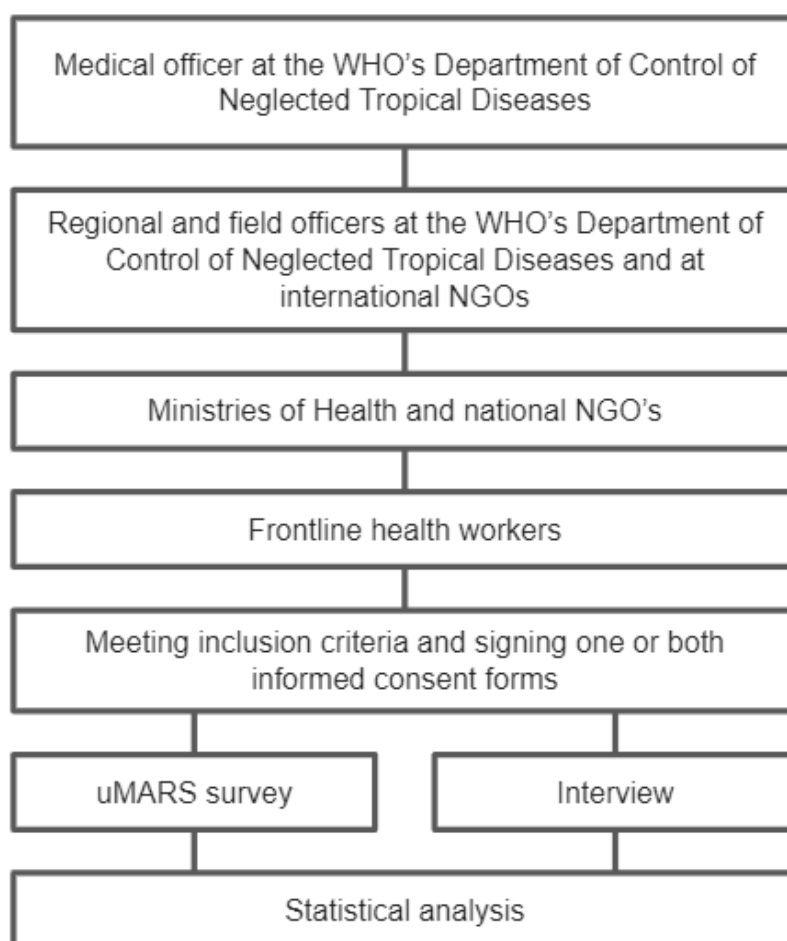 Medical officer at the WHO's Department of Control of
Neglected Tropical Diseases
Regional and field officers at the WHO's Department of
Control of Neglected Tropical Diseases and at
international NGOs
Ministries of Health and national NGO's
Frontline health workers
Meeting inclusion criteria and signing one or both
informed consent forms
uMARS survey
Interview
Statistical analysis